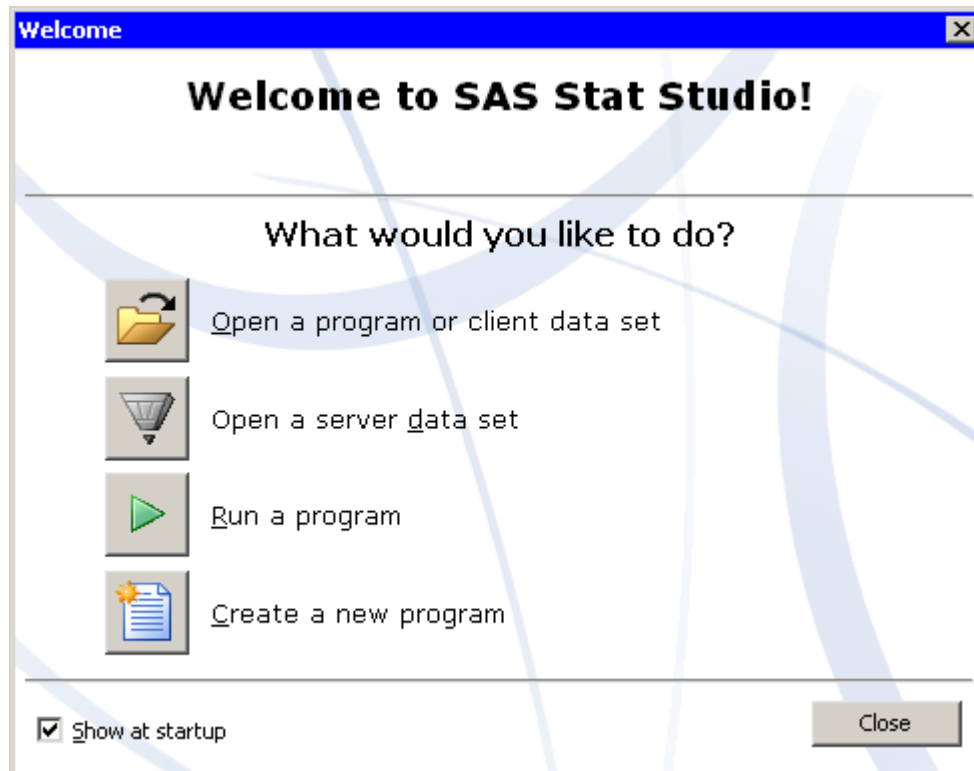 Welcome
Welcome to SAS Stat Studio!
What would you like to do?
Open a program or client data set
Open a server data set
Run a program
Create a new program
Show at startup
Close